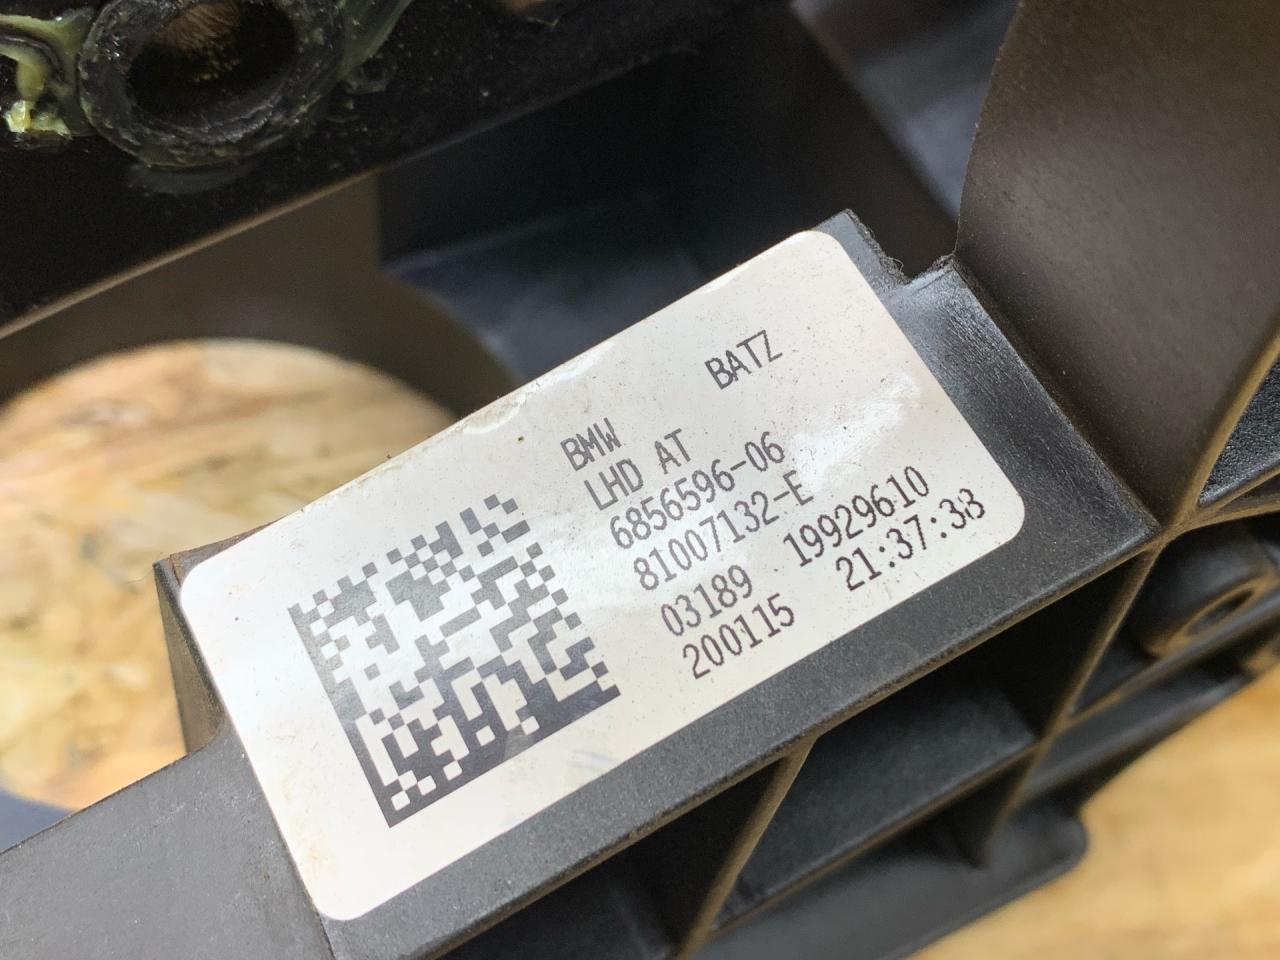 BMW BATZ
LHD AT
6856596-06
81007132-E
03189 19929610
200115 21:37:38